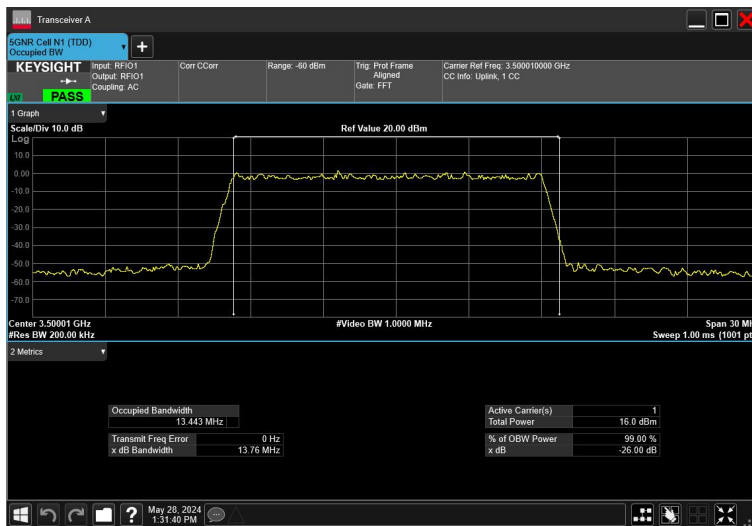 Transceiver A
5GNR Cell N1 (TDD)
Occupied BW
KEYSIGHT
Input: RFIO1
Output: RFIO1
Coupling: AC
Corr CCorr
Range: -60 dBm
Trig: Prot Frame
Aligned
Gate: FFT
Carrier Ref Freq: 3.500010000 GHz
CC Info: Uplink, 1 CC
LXI
PASS
1 Graph
Scale/Div 10.0 dB
Ref Value 20.00 dBm
Log
10.0
0.00
-10.0
-20.0
-30.0
-40.0
-50.0
-60.0
-70.0
Center 3.50001 GHz
#Video BW 1.0000 MHz
Span 30 MH
#Res BW 200.00 kHz
Sweep 1.00 ms (1001 pt
2 Metrics
Occupied Bandwidth
13.443 MHz
Transmit Freq Error 0 Hz
x dB Bandwidth 13.76 MHz
Active Carrier(s) 1
Total Power 16.0 dBm
% of OBW Power 99.00 %
x dB -26.00 dB
May 28, 2024
1:31:40 PM